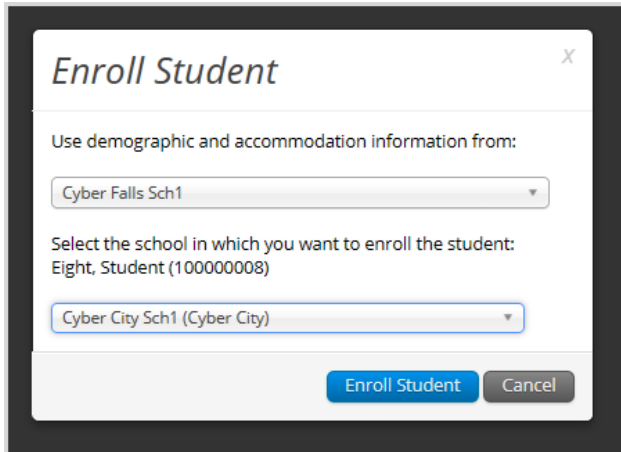 Enroll Student
X
Use demographic and accommodation information from:
Cyber Falls Sch1
Select the school in which you want to enroll the student:
Eight, Student (100000008)
Cyber City Sch1 (Cyber City)
Enroll Student
Cancel